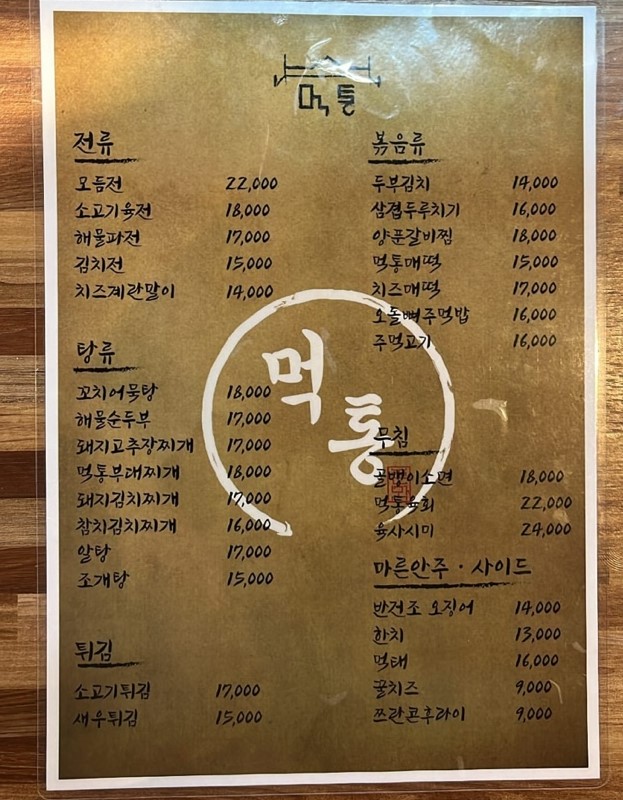 먹통
전류
모듬전 22,000
소고기육전 18,000
해물파전 17,000
김치전 15,000
치즈계란말이 14,000
탕류
꼬치어묵탕 18,000
해물순두부 17,000
돼지고추장찌개 17,000
먹통부대찌개 18,000
돼지김치찌개 17,000
참치김치찌개 16,000
알탕 17,000
조개탕 15,000
튀김
소고기튀김 17,000
새우튀김 15,000
볶음류
두부김치 14,000
삼겹두루치기 16,000
양푼갈비찜 18,000
먹통매떡 15,000
치즈매떡 17,000
오돌뼈주먹밥 16,000
주먹고기 16,000
무침
골뱅이소면 18,000
먹통육회 22,000
육사시미 24,000
마른안주 · 사이드
반건조 오징어 14,000
한치 13,000
먹태 16,000
꿀치즈 9,000
쯔란콘후라이 9,000
먹통